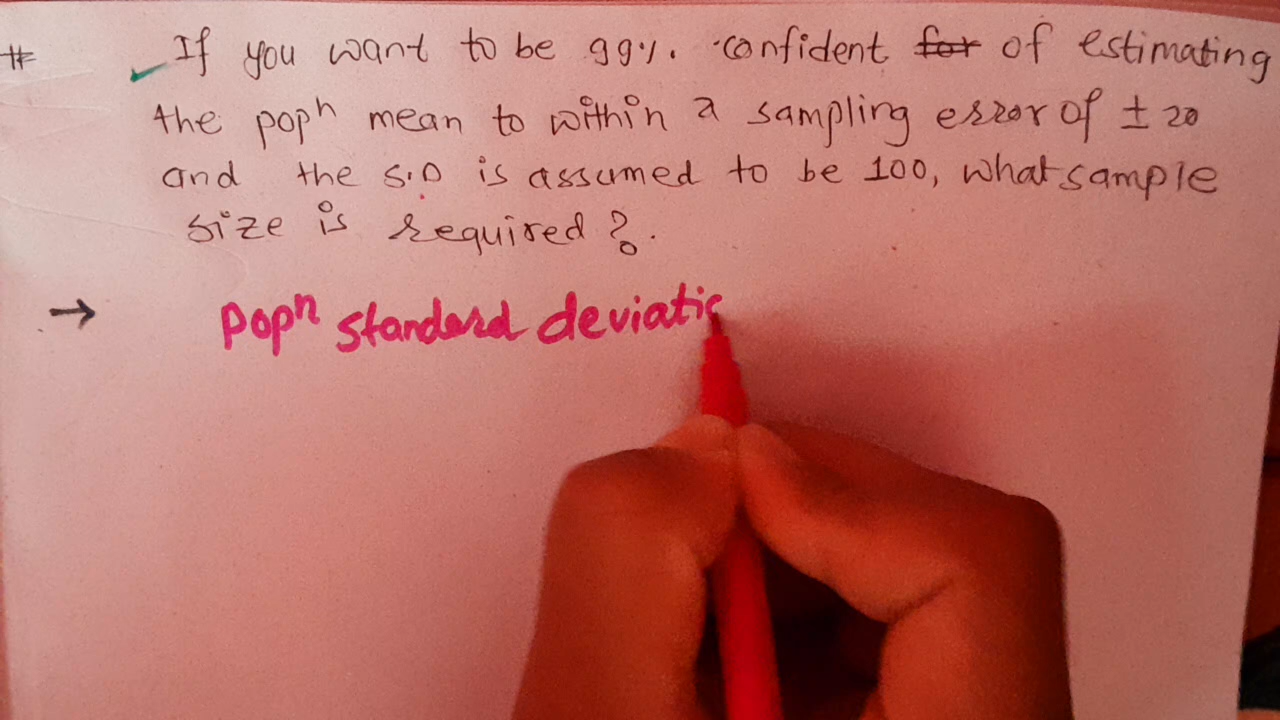 # If you want to be 99%. confident for of estimating
the popⁿ mean to within a sampling error of ± 20
and the S.D is assumed to be 100, what sample
size is required?.
→ Popⁿ standard deviatio